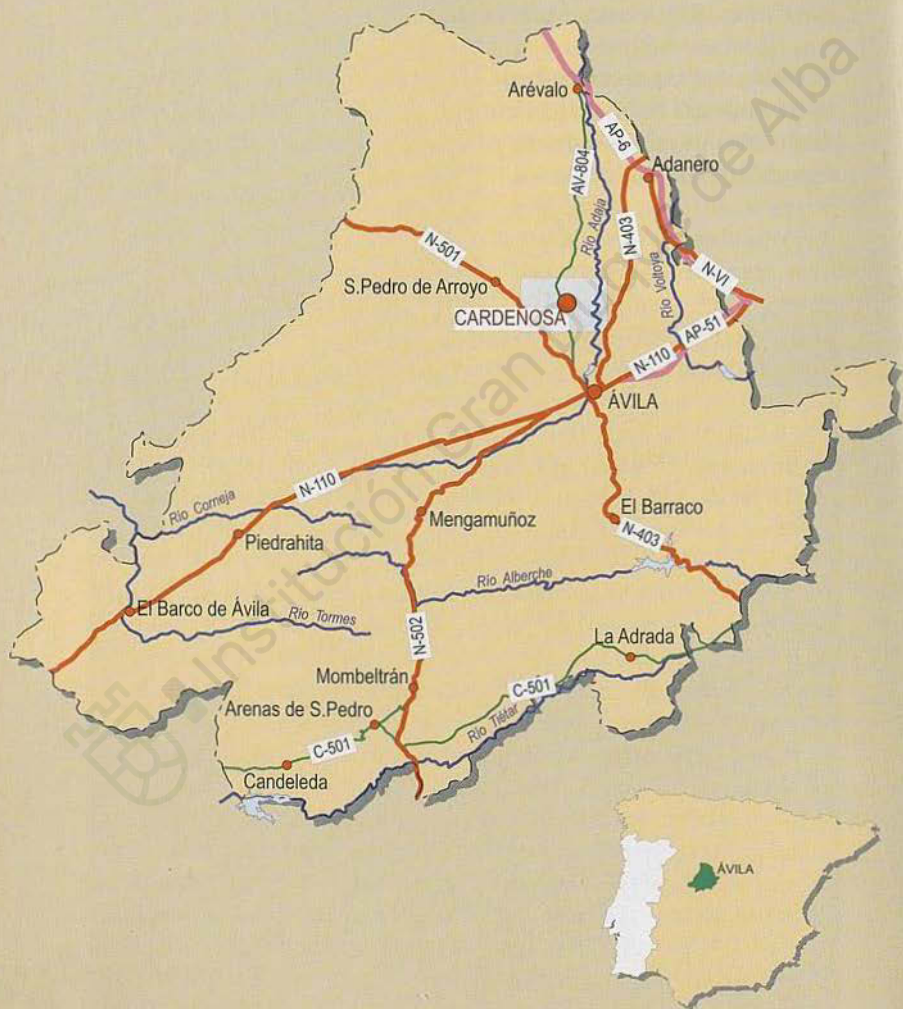 Arévalo
AP-6
Adanero
AV-804
Río Adaja
N-403
N-501
Río Voltoya
N-VI
S.Pedro de Arroyo
CARDEÑOSA
AP-51
N-110
ÁVILA
N-110
Río Corneja
Mengamuñoz
El Barraco
N-403
Piedrahita
Río Alberche
El Barco de Ávila
Río Tormes
N-502
La Adrada
Mombeltrán
C-501
Arenas de S.Pedro
Río Tiétar
C-501
Candeleda
ÁVILA
Institución Gran Duque de Alba